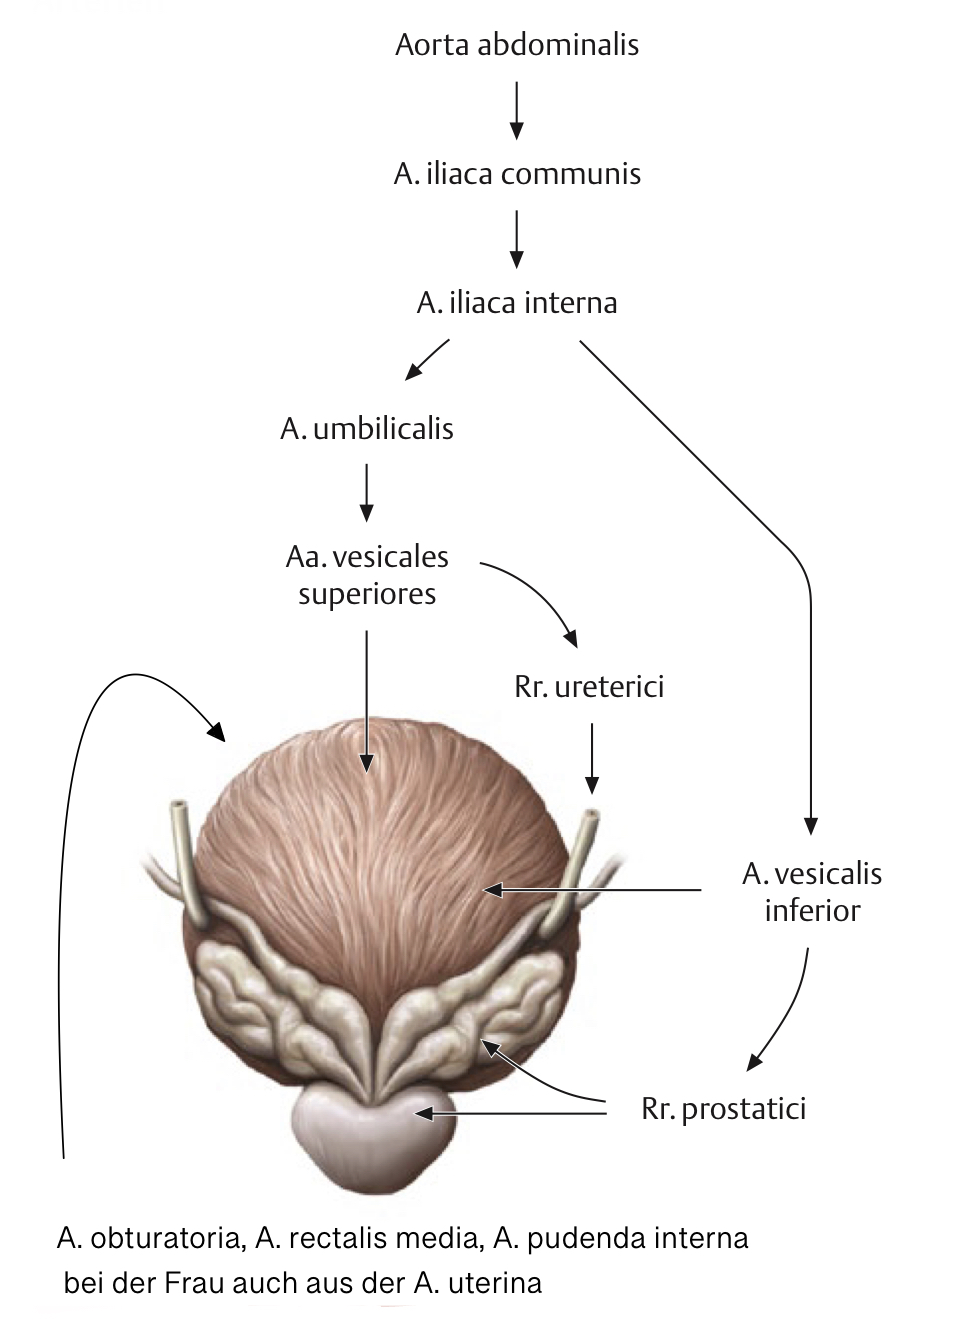 Aorta abdominalis
A. iliaca communis
A. iliaca interna
A. umbilicalis
Aa. vesicales
superiores
Rr. ureterici
A. vesicalis
inferior
Rr. prostatici
A. obturatoria, A. rectalis media, A. pudenda interna
bei der Frau auch aus der A. uterina